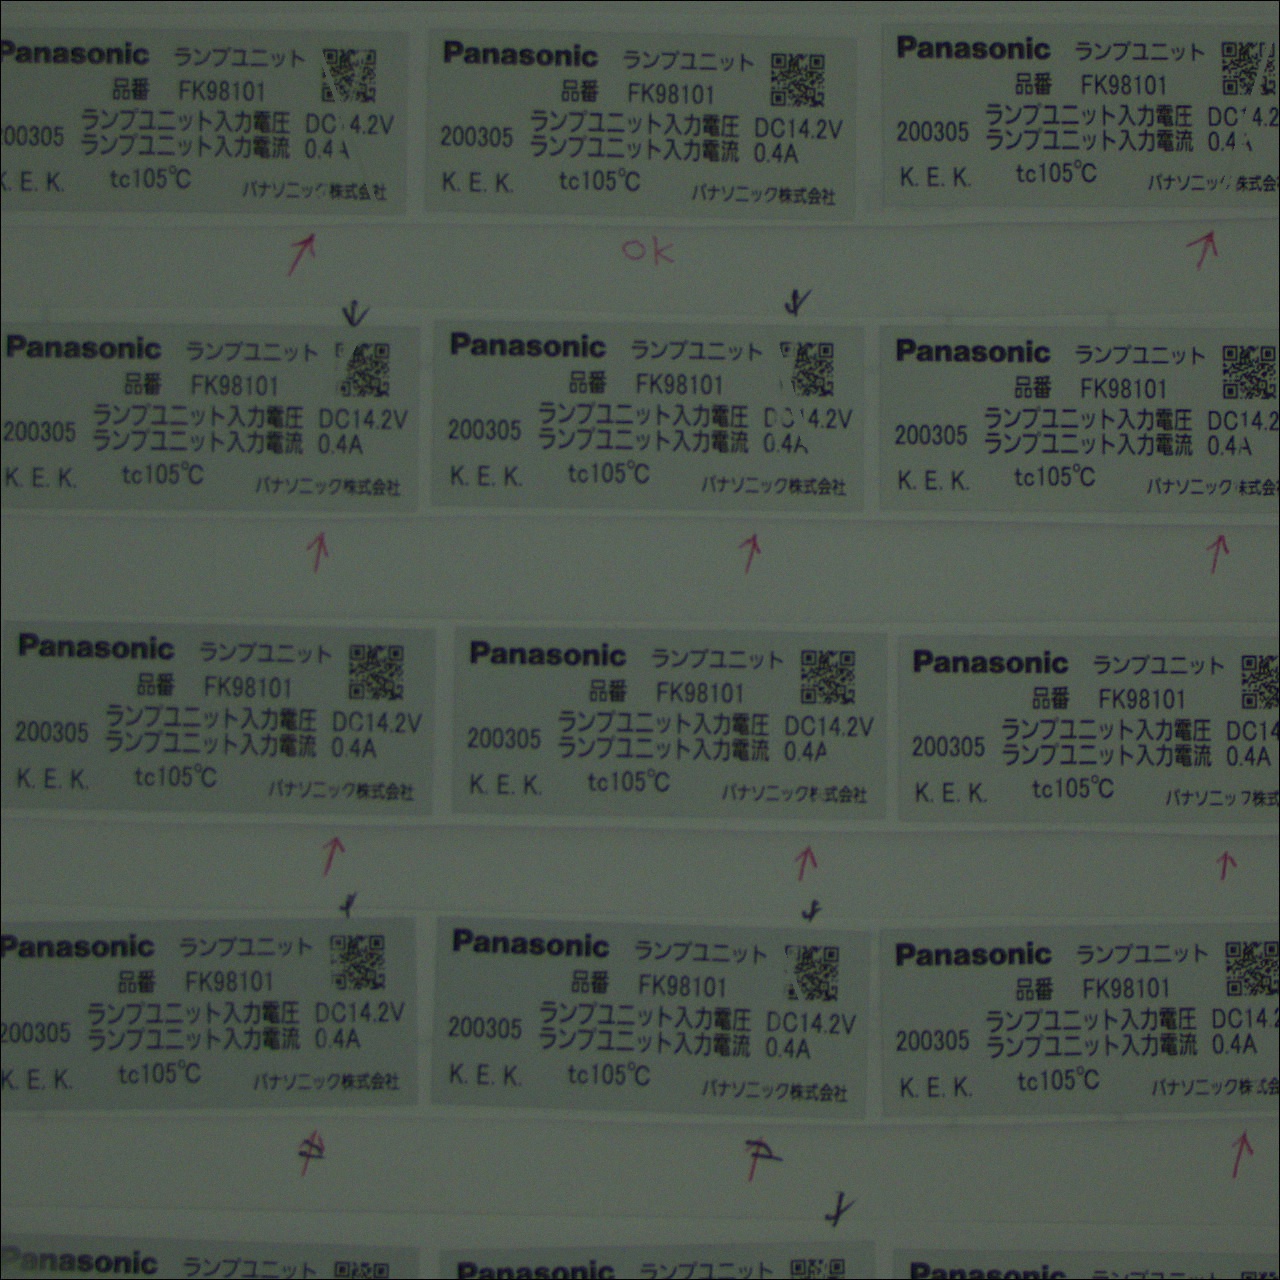 Panasonic ランプユニット
品番 FK98101
200305 ランプユニット入力電圧 DC 4.2V
ランプユニット入力電流 0.4
K. E. K. tc105℃ パナソニ 株式会社
Panasonic ランプユニット
品番 FK98101
200305 ランプユニット入力電圧 DC14.2V
ランプユニット入力電流 0.4A
K. E. K. tc105℃ パナソニック株式会社
Panasonic ランプユニット
品番 FK98101
200305 ランプユニット入力電圧 DC14.2
ランプユニット入力電流 0.4
K. E. K. tc105℃ パナソニッ 株式会
OK
Panasonic ランプユニット
品番 FK98101
200305 ランプユニット入力電圧 DC14.2V
ランプユニット入力電流 0.4A
K. E. K. tc105℃ パナソニック株式会社
Panasonic ランプユニット
品番 FK98101
200305 ランプユニット入力電圧 DC14.2V
ランプユニット入力電流 0.4A
K. E. K. tc105℃ パナソニック株式会社
Panasonic ランプユニット
品番 FK98101
200305 ランプユニット入力電圧 DC14.2
ランプユニット入力電流 0.4A
K. E. K. tc105℃ パナソニック株式会
Panasonic ランプユニット
品番 FK98101
200305 ランプユニット入力電圧 DC14.2V
ランプユニット入力電流 0.4A
K. E. K. tc105℃ パナソニック株式会社
Panasonic ランプユニット
品番 FK98101
200305 ランプユニット入力電圧 DC14.2V
ランプユニット入力電流 0.4A
K. E. K. tc105℃ パナソニック株式会社
Panasonic ランプユニット
品番 FK98101
200305 ランプユニット入力電圧 DC14
ランプユニット入力電流 0.4A
K. E. K. tc105℃ パナソニック株式
Panasonic ランプユニット
品番 FK98101
200305 ランプユニット入力電圧 DC14.2V
ランプユニット入力電流 0.4A
K. E. K. tc105℃ パナソニック株式会社
Panasonic ランプユニット
品番 FK98101
200305 ランプユニット入力電圧 DC14.2V
ランプユニット入力電流 0.4A
K. E. K. tc105℃ パナソニック株式会社
Panasonic ランプユニット
品番 FK98101
200305 ランプユニット入力電圧 DC14.2
ランプユニット入力電流 0.4A
K. E. K. tc105℃ パナソニック株 会
Panasonic ランプユニット
Panasonic ランプユニット
Panasonic ランプユニット